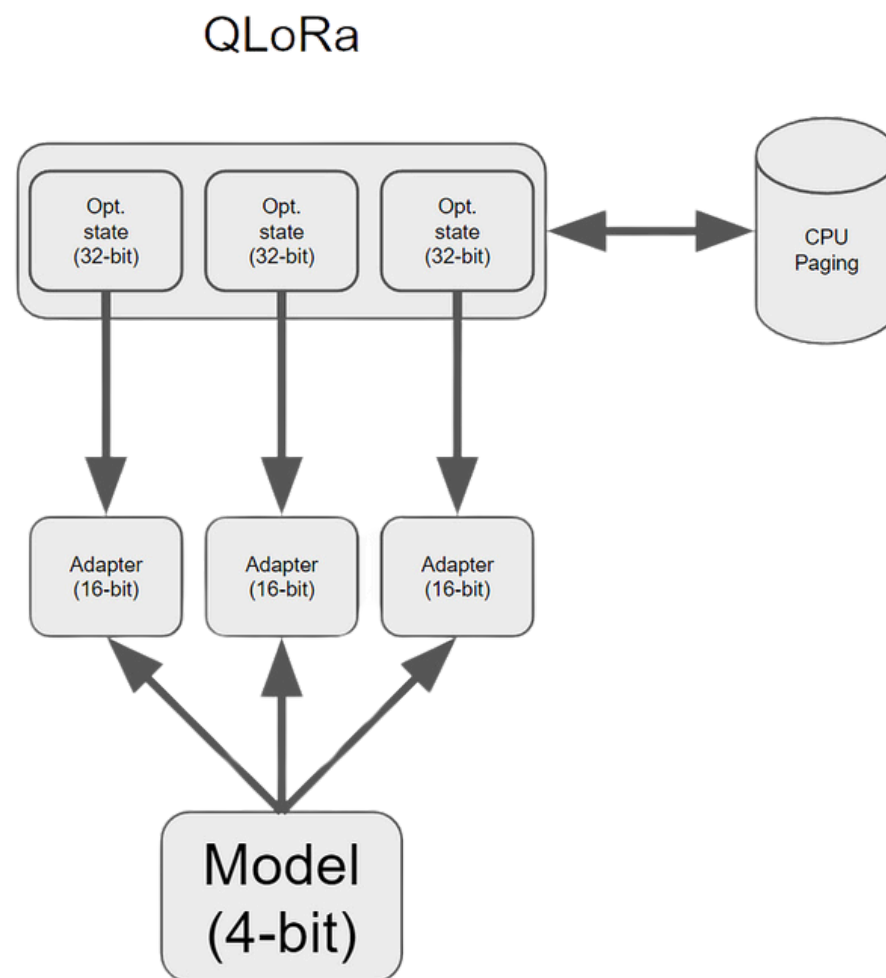 QLoRa
Opt.
state
(32-bit)
Opt.
state
(32-bit)
Opt.
state
(32-bit)
CPU
Paging
Adapter
(16-bit)
Adapter
(16-bit)
Adapter
(16-bit)
Model
(4-bit)